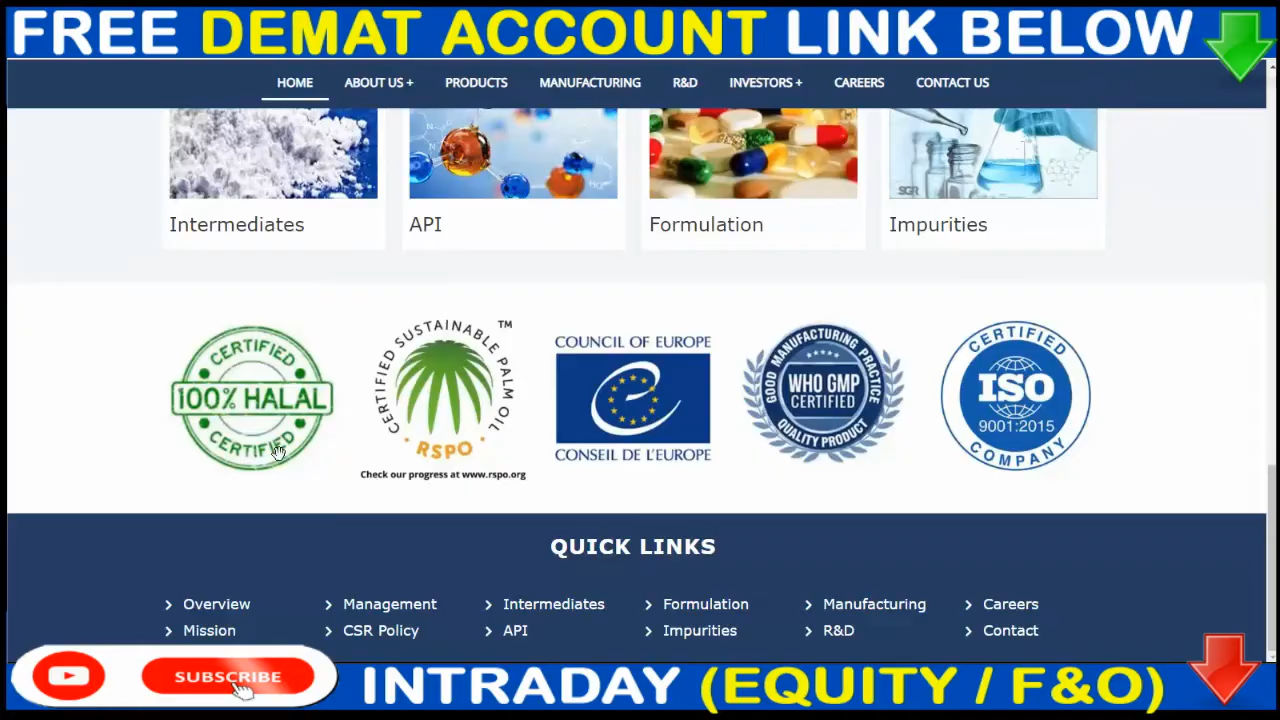 FREE DEMAT ACCOUNT LINK BELOW
HOME ABOUT US + PRODUCTS MANUFACTURING R&D INVESTORS + CAREERS CONTACT US
SGR
Intermediates API Formulation Impurities
CERTIFIED
100% HALAL
CERTIFIED
CERTIFIED SUSTAINABLE PALM OIL TM
RSPO
Check our progress at www.rspo.org
COUNCIL OF EUROPE
CONSEIL DE L'EUROPE
GOOD MANUFACTURING PRACTICE
WHO GMP
CERTIFIED
QUALITY PRODUCT
CERTIFIED
ISO
9001:2015
COMPANY
QUICK LINKS
Overview Management Intermediates Formulation Manufacturing Careers
Mission CSR Policy API Impurities R&D Contact
SUBSCRIBE
INTRADAY (EQUITY / F&O)